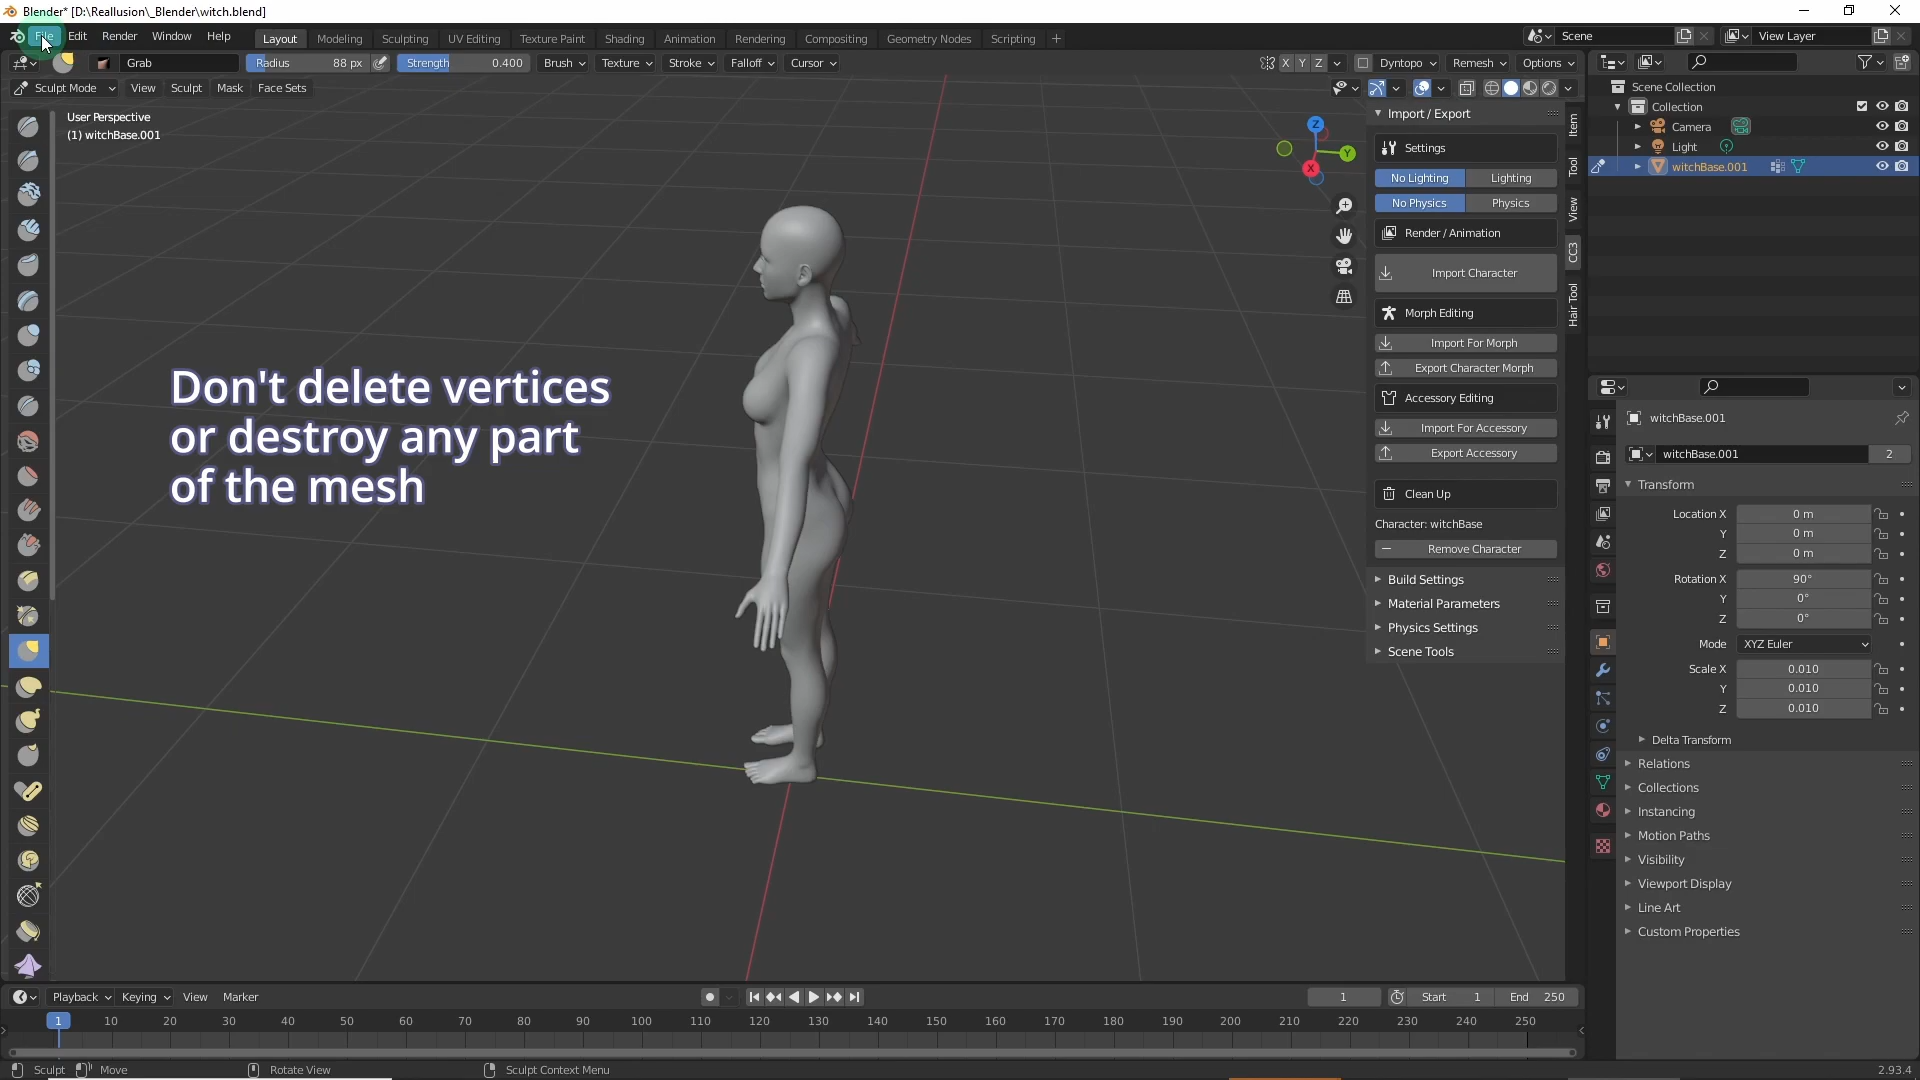 Blender* [D:\Reallusion\_Blender\witch.blend]
File Edit Render Window Help
Layout Modeling Sculpting UV Editing Texture Paint Shading Animation Rendering Compositing Geometry Nodes Scripting +
Scene
View Layer
Grab
Radius 88 px
Strength 0.400
Brush Texture Stroke Falloff Cursor
X Y Z
Dyntopo Remesh Options
Sculpt Mode View Sculpt Mask Face Sets
User Perspective
(1) witchBase.001
Don't delete vertices
or destroy any part
of the mesh
Z
Y
X
Import / Export
Settings
No Lighting Lighting
No Physics Physics
Render / Animation
Import Character
Morph Editing
Import For Morph
Export Character Morph
Accessory Editing
Import For Accessory
Export Accessory
Clean Up
Character: witchBase
Remove Character
Build Settings
Material Parameters
Physics Settings
Scene Tools
Item
Tool
View
CC3
Hair Tool
Scene Collection
Collection
Camera
Light
witchBase.001
witchBase.001
witchBase.001 2
Transform
Location X 0 m
Y 0 m
Z 0 m
Rotation X 90°
Y 0°
Z 0°
Mode XYZ Euler
Scale X 0.010
Y 0.010
Z 0.010
Delta Transform
Relations
Collections
Instancing
Motion Paths
Visibility
Viewport Display
Line Art
Custom Properties
Playback Keying View Marker
1
Start 1
End 250
1 10 20 30 40 50 60 70 80 90 100 110 120 130 140 150 160 170 180 190 200 210 220 230 240 250
Sculpt Move Rotate View Sculpt Context Menu
2.93.4